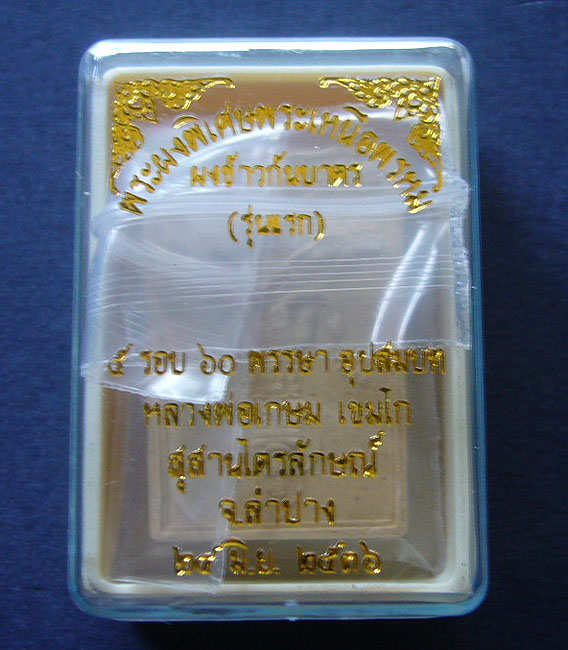 พระผงพิเศษพระเหนือพรหม
ผงข้าวก้นบาตร
(รุ่นแรก)
๕ รอบ ๖๐ พรรษา อุปสมบท
หลวงพ่อเกษม เขมโก
สุสานไตรลักษณ์
จ.ลำปาง
๒๘ มิ.ย. ๒๕๓๖